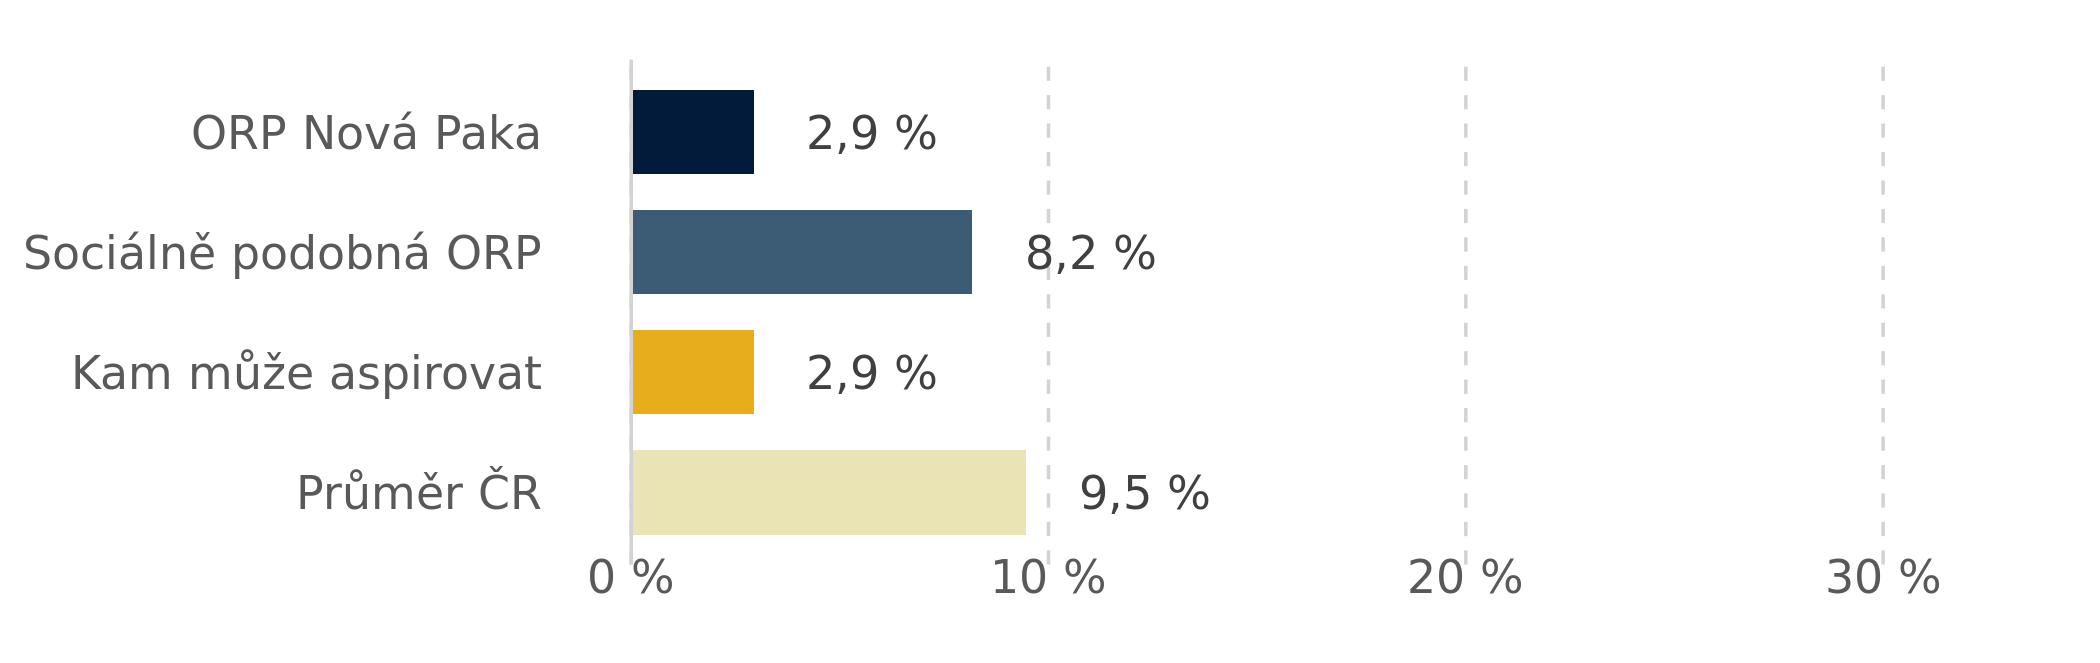 ORP Nová Paka 2,9 %
Sociálně podobná ORP 8,2 %
Kam může aspirovat 2,9 %
Průměr ČR 9,5 %
0 % 10 % 20 % 30 %